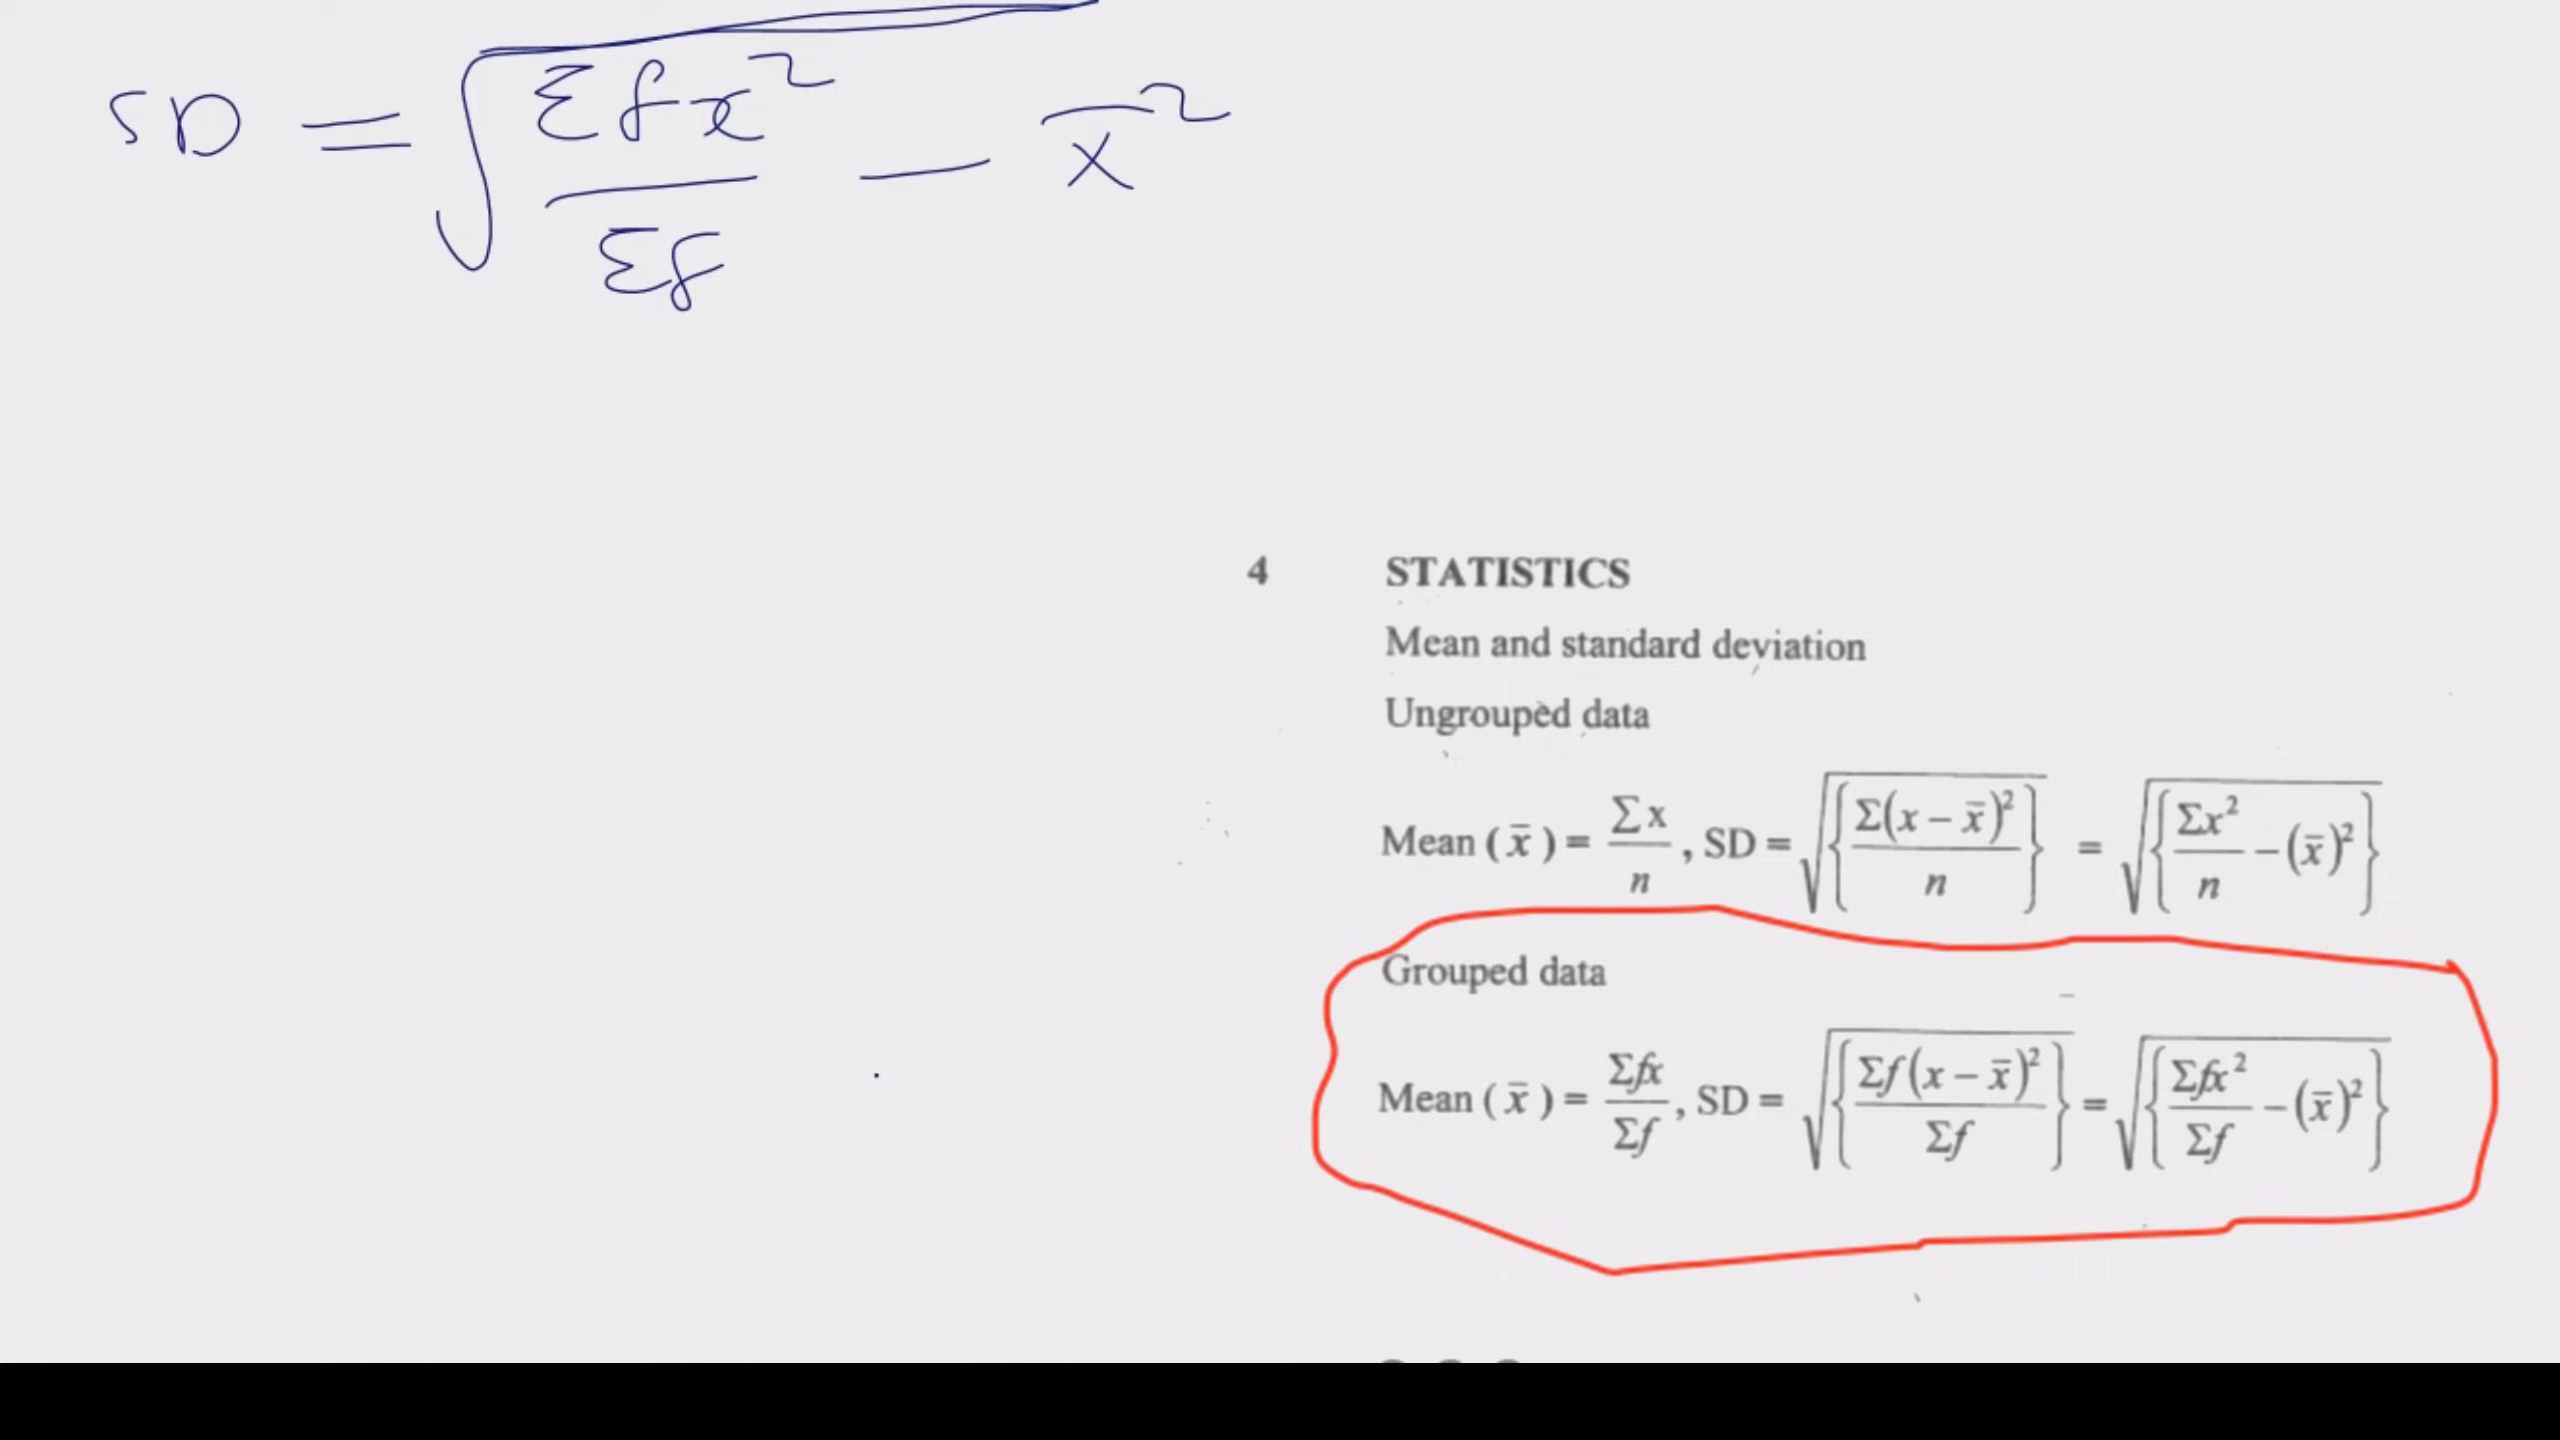 SD = √(Σfx²/Σf − x̄²)
4 STATISTICS
Mean and standard deviation
Ungrouped data
Mean ( x̄ ) = Σx/n , SD = √{Σ(x − x̄)²/n} = √{Σx²/n − (x̄)²}
Grouped data
Mean ( x̄ ) = Σfx/Σf , SD = √{Σf(x − x̄)²/Σf} = √{Σfx²/Σf − (x̄)²}